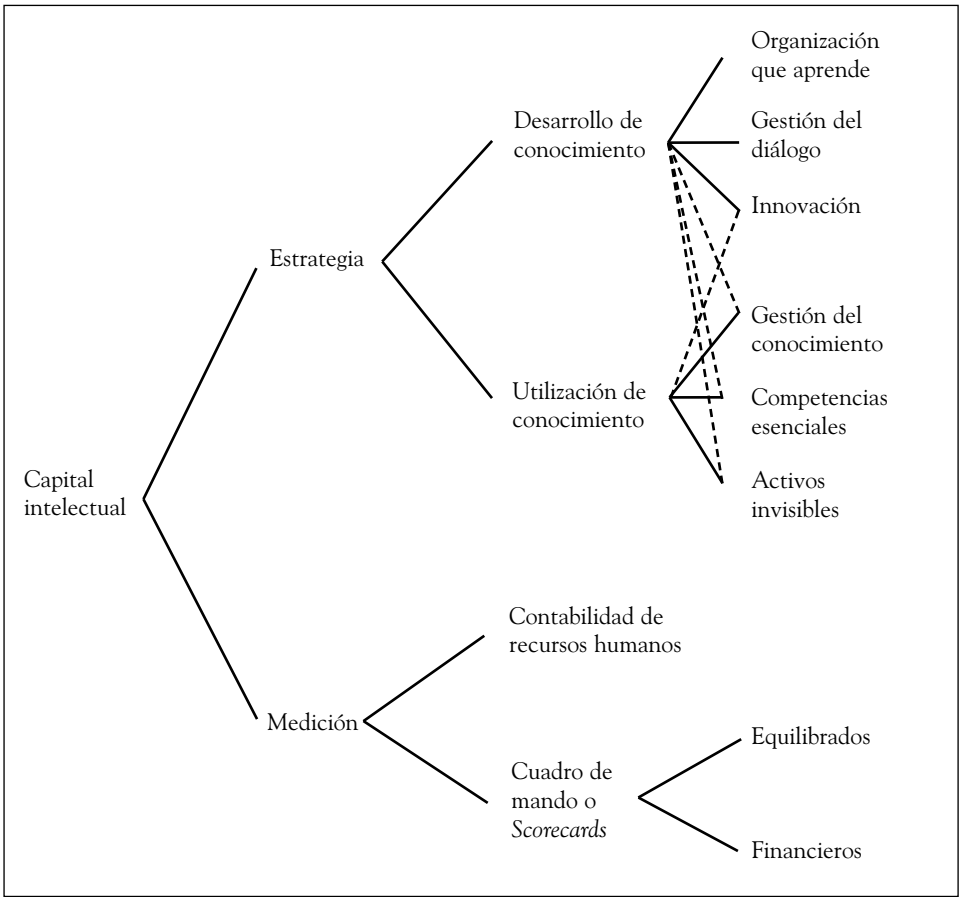 Organización
que aprende
Desarrollo de
conocimiento
Gestión del
diálogo
Innovación
Estrategia
Gestión del
conocimiento
Utilización de
conocimiento
Competencias
esenciales
Activos
invisibles
Capital
intelectual
Contabilidad de
recursos humanos
Medición
Equilibrados
Cuadro de
mando o
Scorecards
Financieros